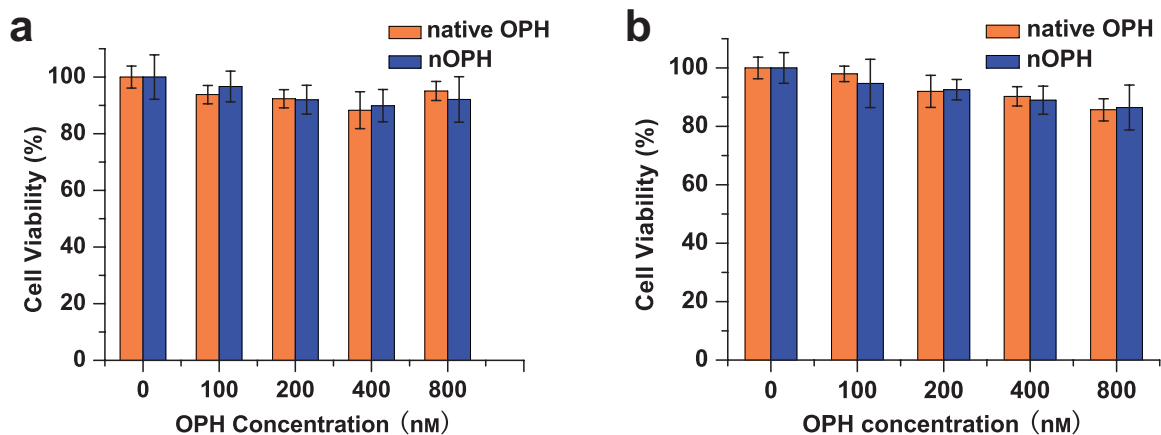 a
native OPH
nOPH
Cell Viability (%)
100
80
60
40
20
0
0 100 200 400 800
OPH Concentration (nM)
b
native OPH
nOPH
Cell Viability (%)
100
80
60
40
20
0
0 100 200 400 800
OPH concentration (nM)